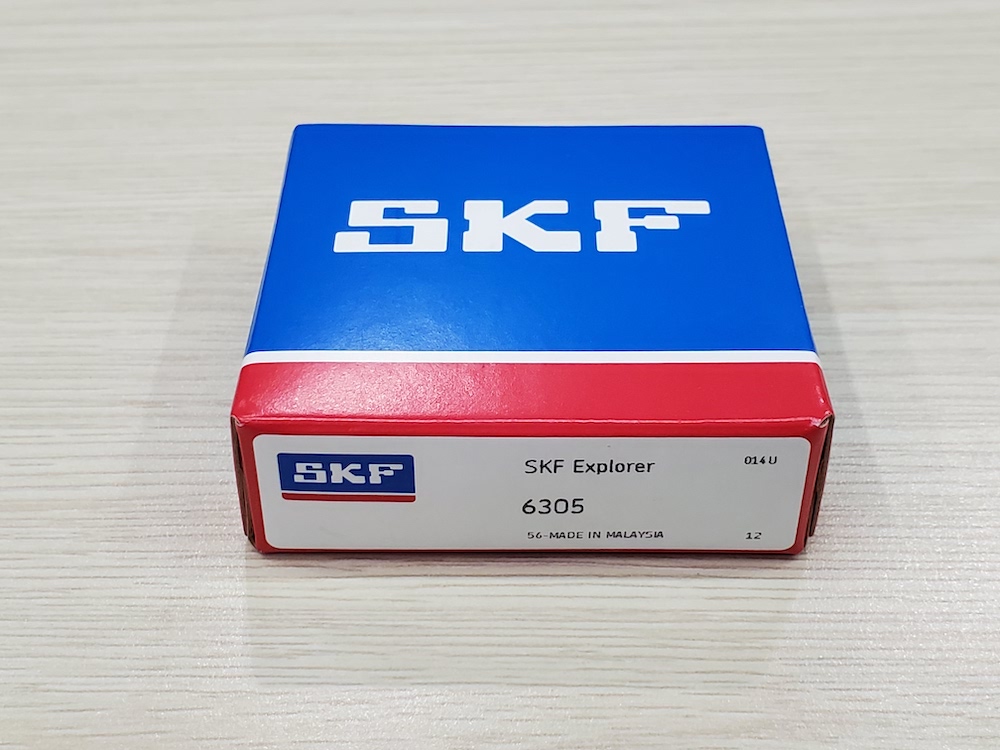 SKF
SKF
SKF Explorer
014U
6305
56-MADE IN MALAYSIA
12